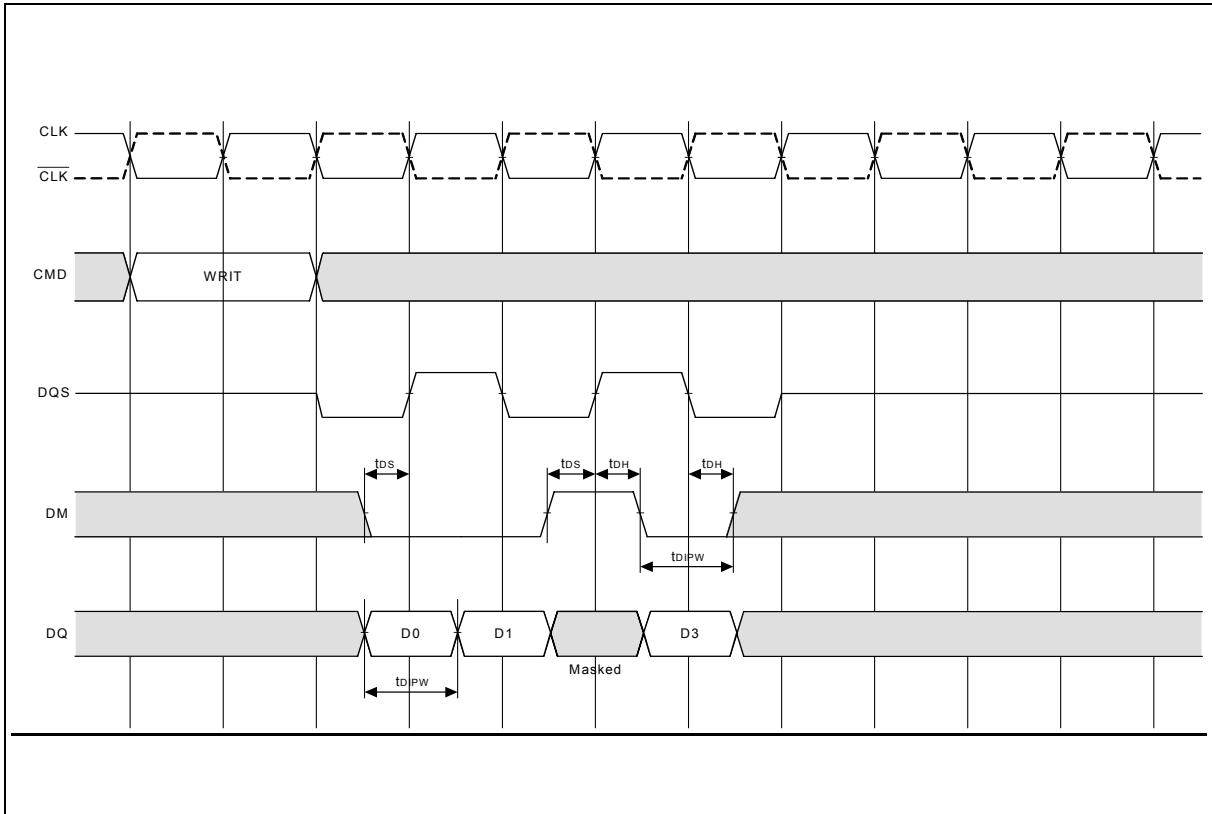 CLK
CLK
CMD WRIT
DQS
tDS tDS tDH tDH
DM
tDIPW
DQ D0 D1 D3
Masked
tDIPW